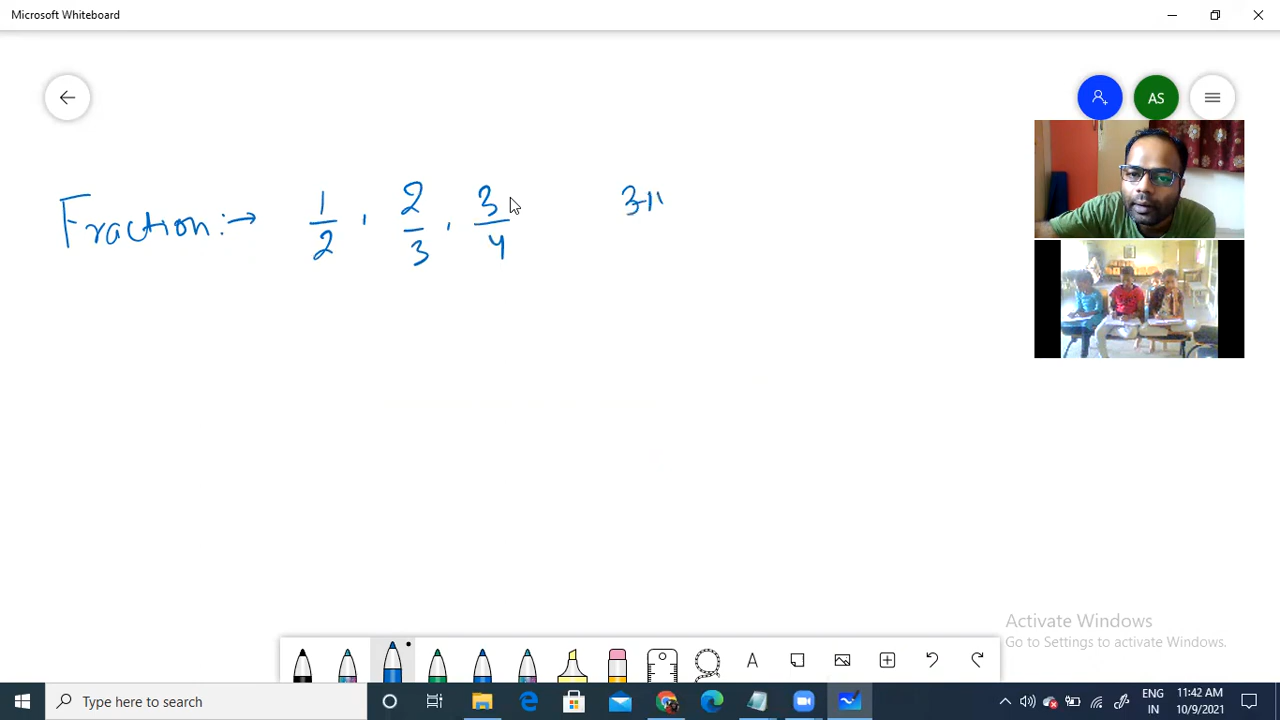 Microsoft Whiteboard
AS
Fraction :→ 1/2 , 2/3 , 3/4
Activate Windows
Go to Settings to activate Windows.
A
Type here to search
ENG
IN
11:42 AM
10/9/2021